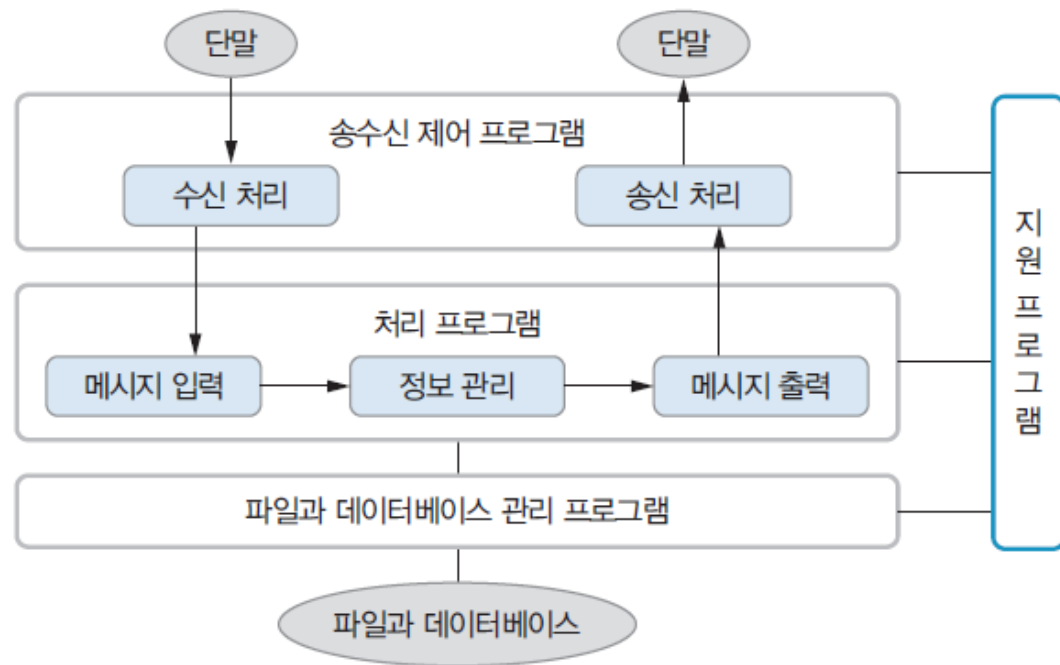 단말
단말
송수신 제어 프로그램
수신 처리
송신 처리
처리 프로그램
메시지 입력
정보 관리
메시지 출력
파일과 데이터베이스 관리 프로그램
파일과 데이터베이스
지원 프로그램